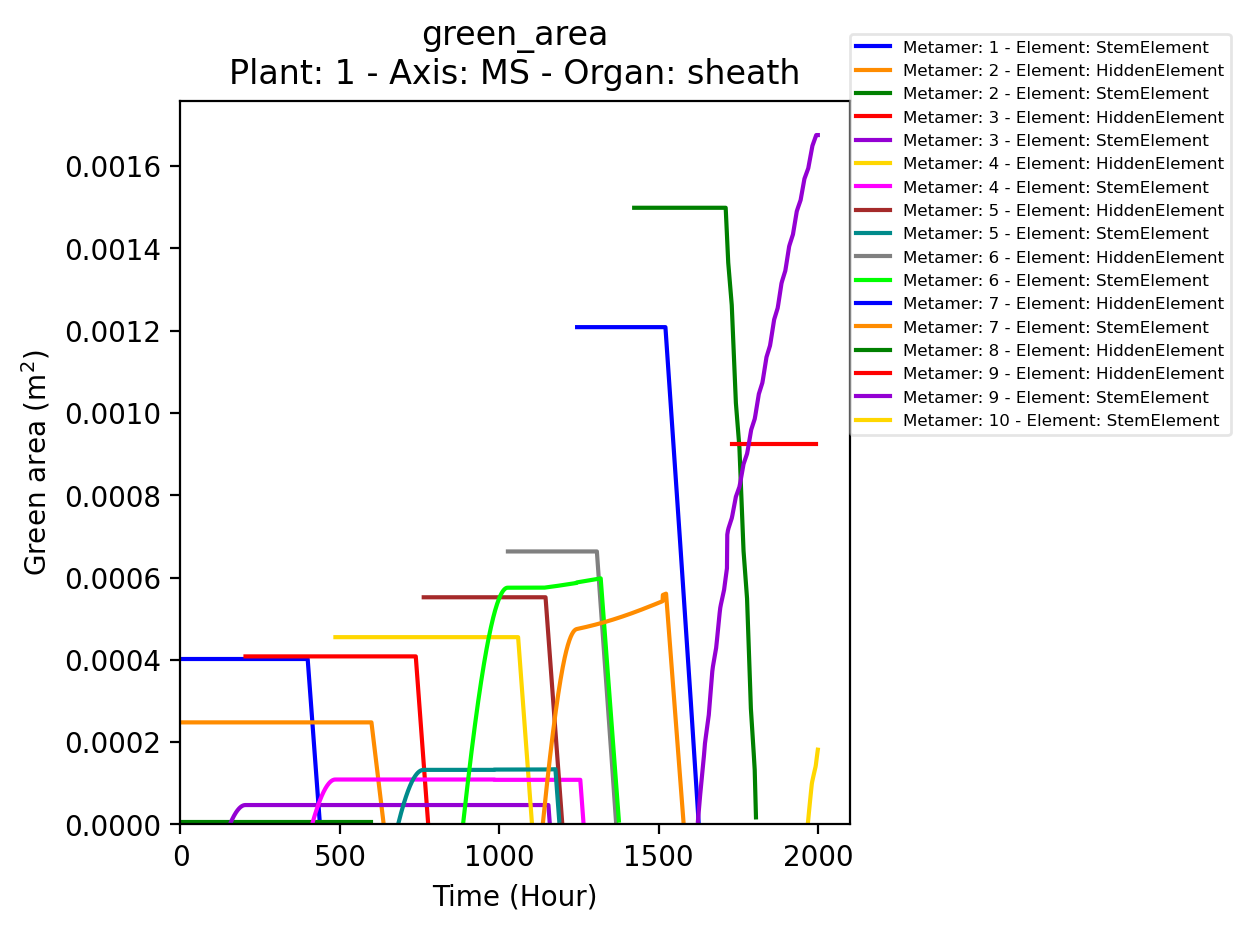 green_area
Plant: 1 - Axis: MS - Organ: sheath
Metamer: 1 - Element: StemElement
Metamer: 2 - Element: HiddenElement
Metamer: 2 - Element: StemElement
Metamer: 3 - Element: HiddenElement
Metamer: 3 - Element: StemElement
Metamer: 4 - Element: HiddenElement
Metamer: 4 - Element: StemElement
Metamer: 5 - Element: HiddenElement
Metamer: 5 - Element: StemElement
Metamer: 6 - Element: HiddenElement
Metamer: 6 - Element: StemElement
Metamer: 7 - Element: HiddenElement
Metamer: 7 - Element: StemElement
Metamer: 8 - Element: HiddenElement
Metamer: 9 - Element: HiddenElement
Metamer: 9 - Element: StemElement
Metamer: 10 - Element: StemElement
Green area (m²)
0.0016
0.0014
0.0012
0.0010
0.0008
0.0006
0.0004
0.0002
0.0000
0 500 1000 1500 2000
Time (Hour)